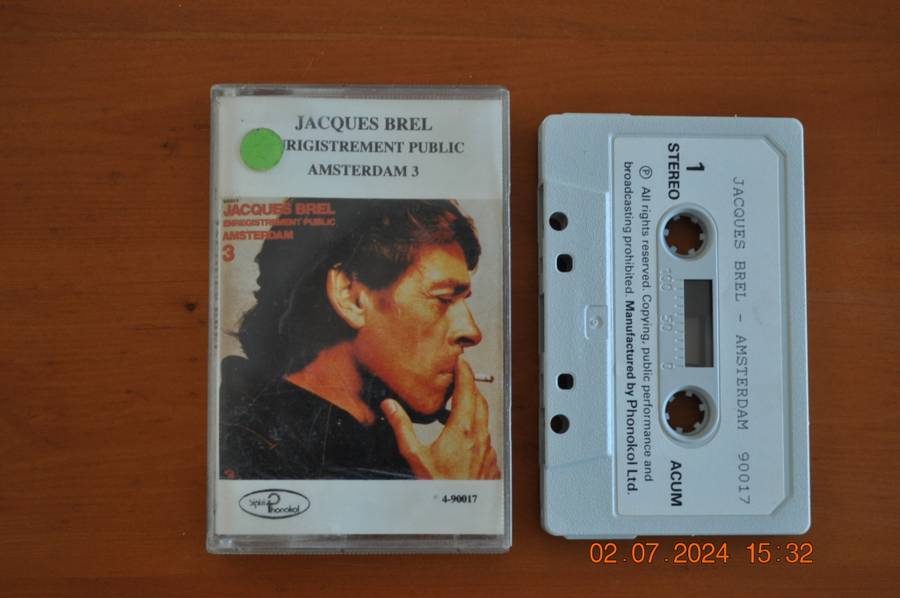 JACQUES BREL
URIGISTREMENT PUBLIC
AMSTERDAM 3
JACQUES BREL
ENREGISTREMENT PUBLIC
AMSTERDAM
3
Phonokol
4-90017
JACQUES BREL - AMSTERDAM 90017
1
STEREO
100 50 0
ACUM
Ⓟ All rights reserved. Copying, public performance and
broadcasting prohibited. Manufactured by Phonokol Ltd.
02.07.2024 15:32